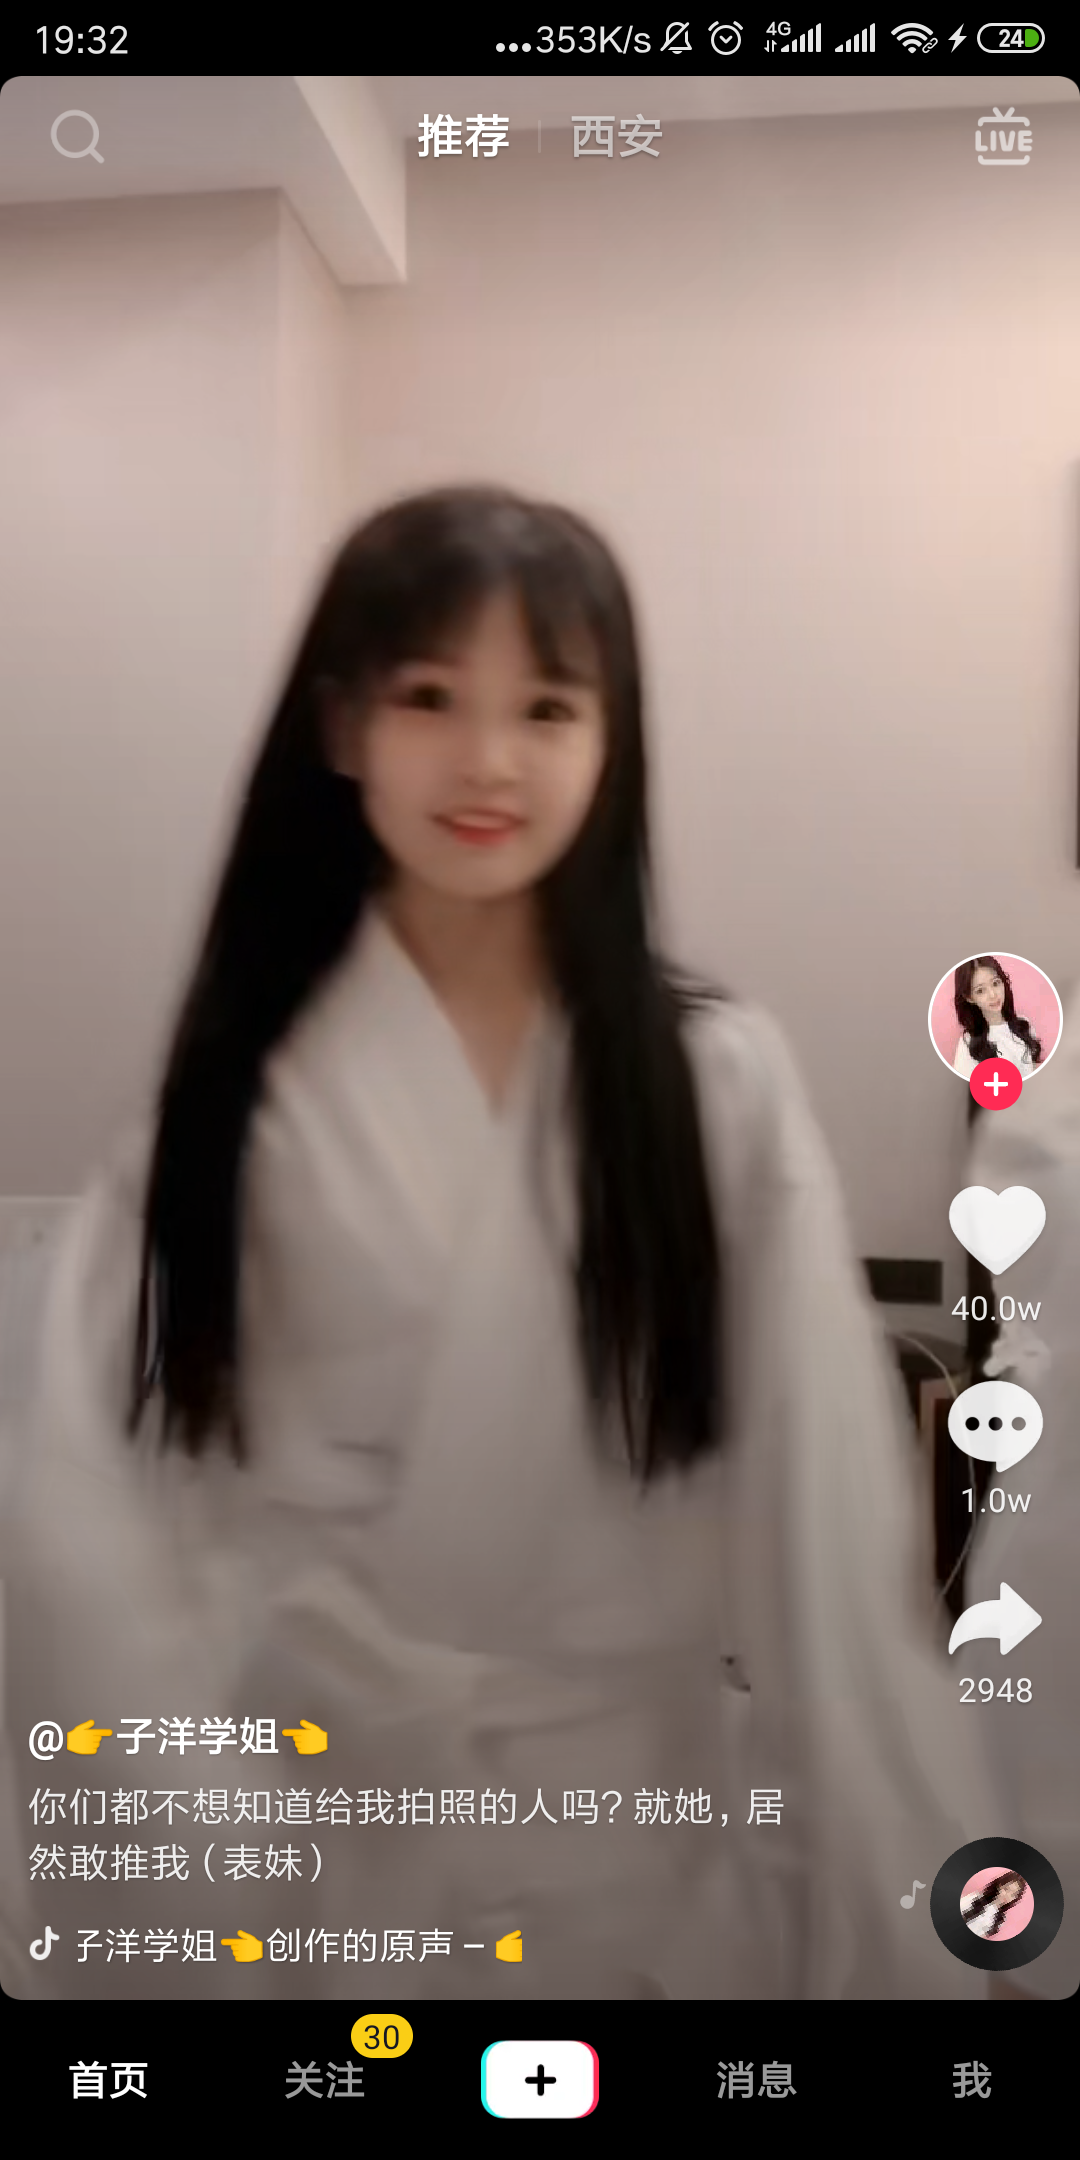 19:32
...353K/s
4G
24
推荐
西安
LIVE
40.0w
1.0w
2948
@👉子洋学姐👈
你们都不想知道给我拍照的人吗?就她,居
然敢推我(表妹)
子洋学姐👈创作的原声 – 👈
30
首页
关注
消息
我